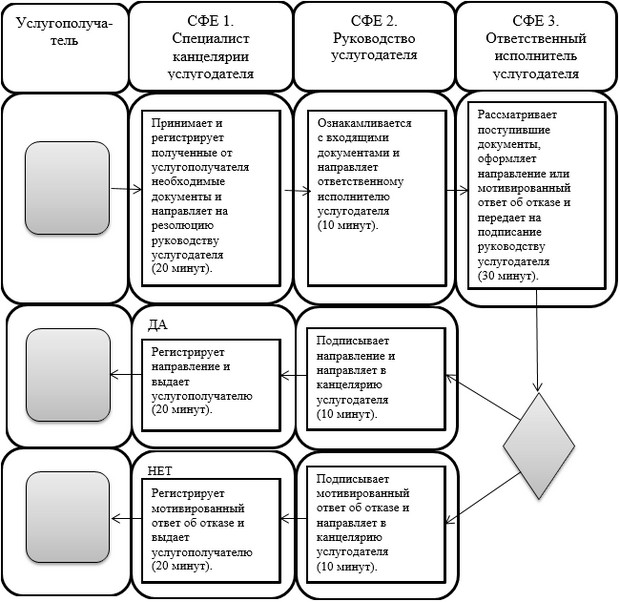 Услугополуча-
тель
СФЕ 1.
Специалист
канцелярии
услугодателя
СФЕ 2.
Руководство
услугодателя
СФЕ 3.
Ответственный
исполнитель
услугодателя
Принимает и
регистрирует
полученные от
услугополучателя
необходимые
документы и
направляет на
резолюцию
руководству
услугодателя
(20 минут).
Ознакамливается
с входящими
документами и
направляет
ответственному
исполнителю
услугодателя
(10 минут).
Рассматривает
поступившие
документы,
оформляет
направление или
мотивированный
ответ об отказе и
передает на
подписание
руководству
услугодателя
(30 минут).
ДА
Регистрирует
направление и
выдает
услугополучателю
(20 минут).
Подписывает
направление и
направляет в
канцелярию
услугодателя
(10 минут).
НЕТ
Регистрирует
мотивированный
ответ об отказе и
выдает
услугополучателю
(20 минут).
Подписывает
мотивированный
ответ об отказе и
направляет в
канцелярию
услугодателя
(10 минут).